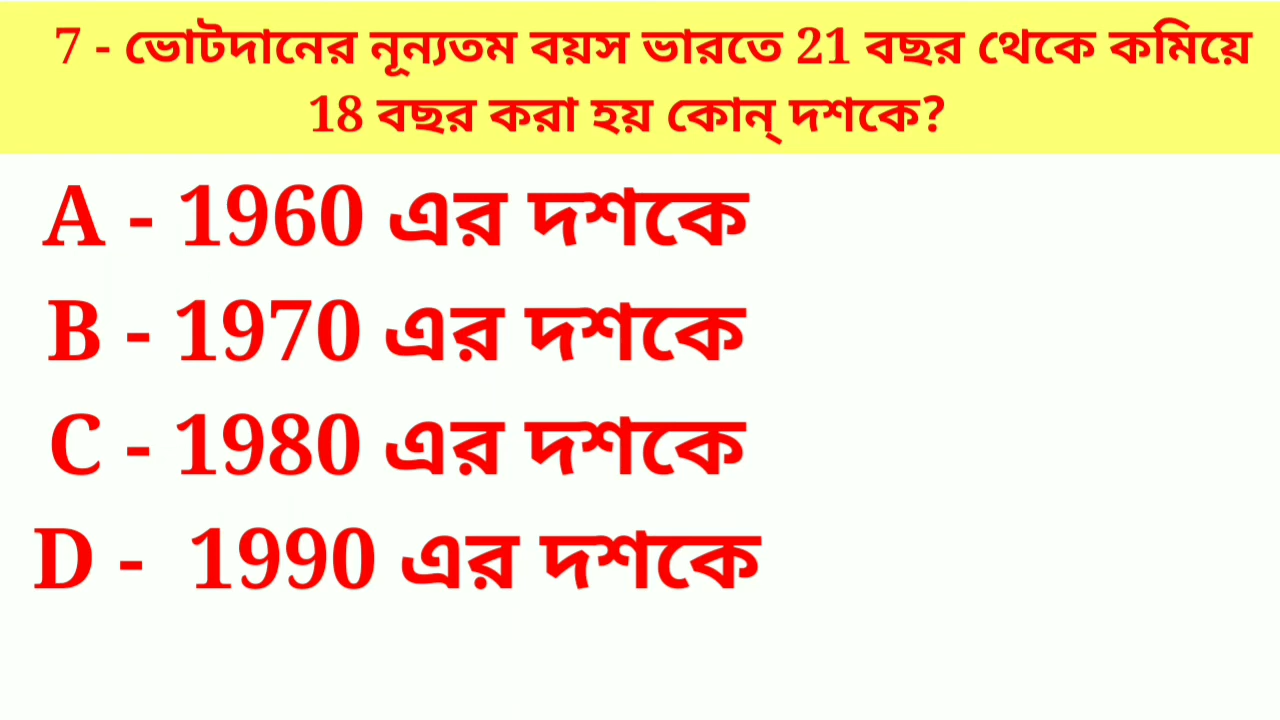 7 - ভোটদানের নূন্যতম বয়স ভারতে 21 বছর থেকে কমিয়ে
18 বছর করা হয় কোন্ দশকে?
A - 1960 এর দশকে
B - 1970 এর দশকে
C - 1980 এর দশকে
D - 1990 এর দশকে